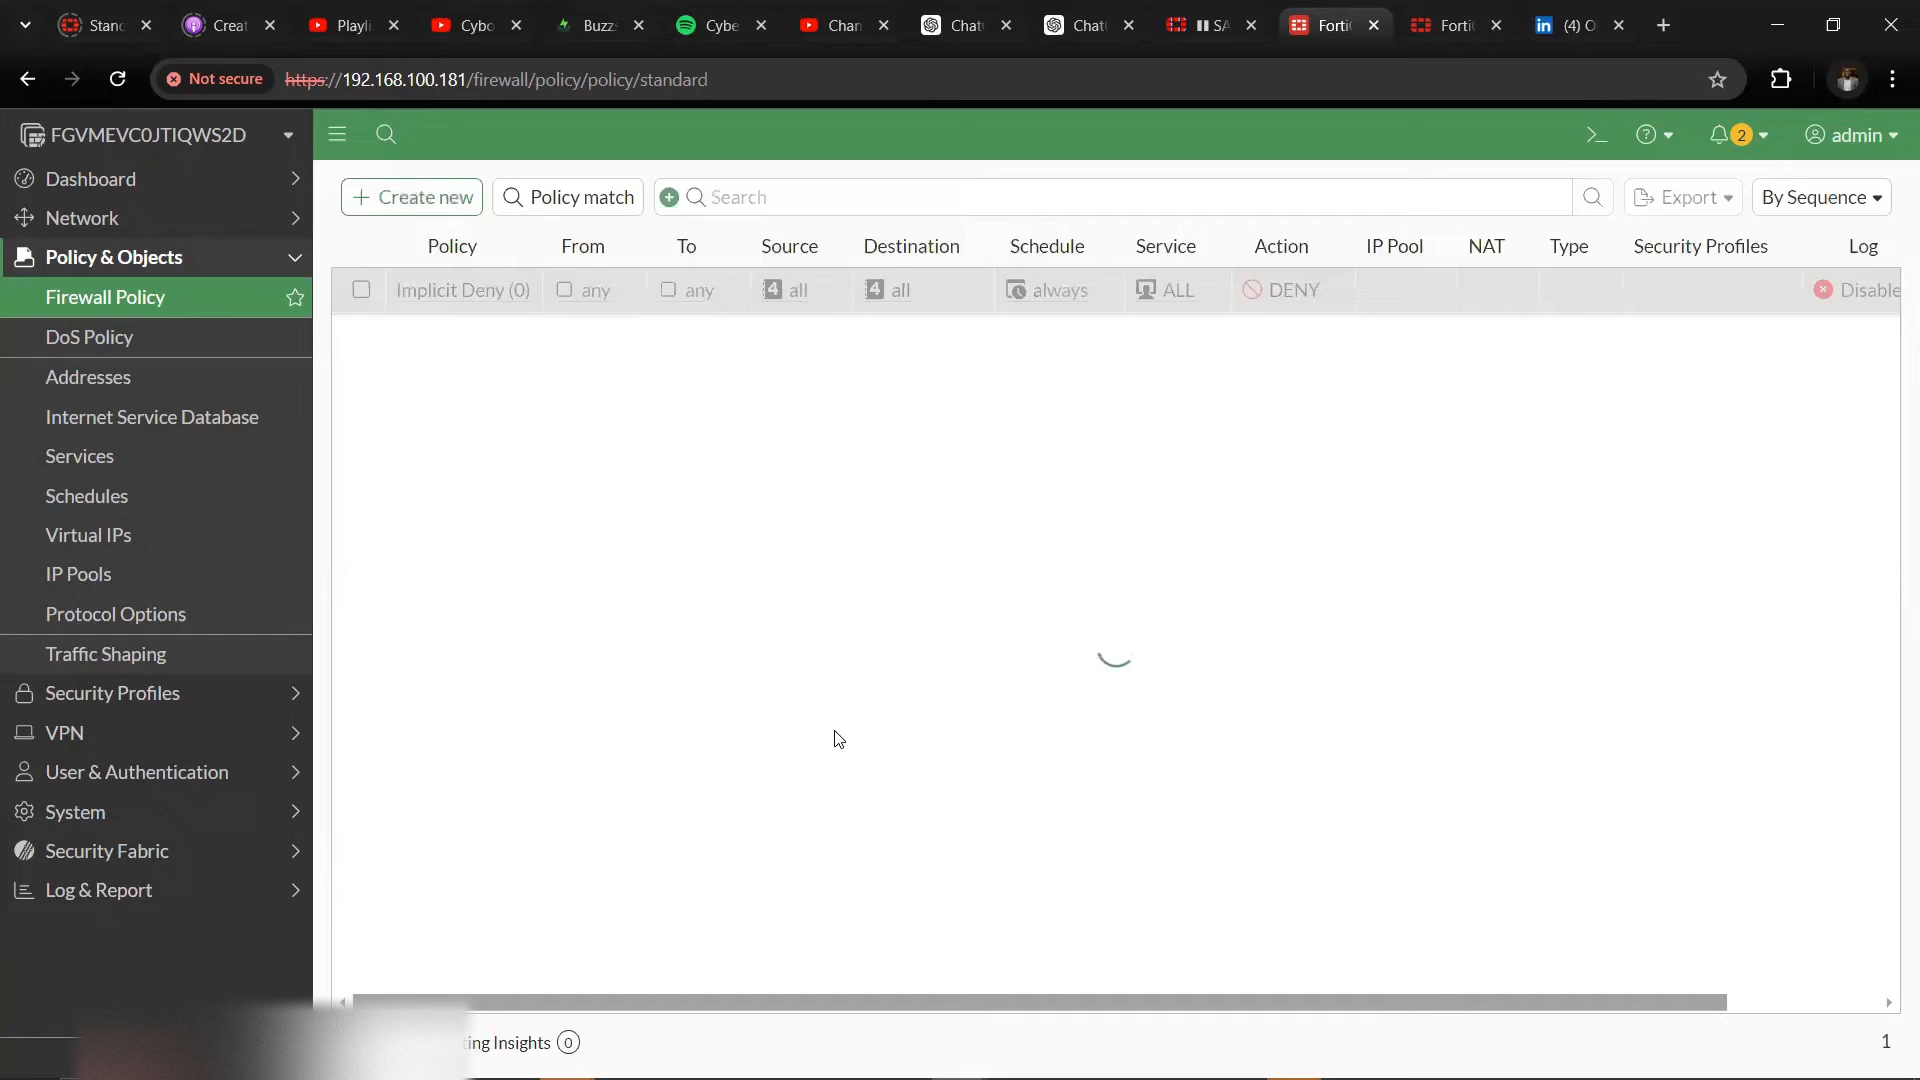 Stanc
Creat
Playli
Cybo
Buzz
Cybe
Chan
Chat
Chat
SA
Forti
Forti
(4) O
Not secure
https://192.168.100.181/firewall/policy/policy/standard
FGVMEVC0JTIQWS2D
2
admin
Dashboard
Network
Policy & Objects
Firewall Policy
DoS Policy
Addresses
Internet Service Database
Services
Schedules
Virtual IPs
IP Pools
Protocol Options
Traffic Shaping
Security Profiles
VPN
User & Authentication
System
Security Fabric
Log & Report
Create new
Policy match
Search
Export
By Sequence
Policy From To Source Destination Schedule Service Action IP Pool NAT Type Security Profiles Log
Implicit Deny (0) any any 4 all 4 all always ALL DENY Disable
ting Insights 0
1